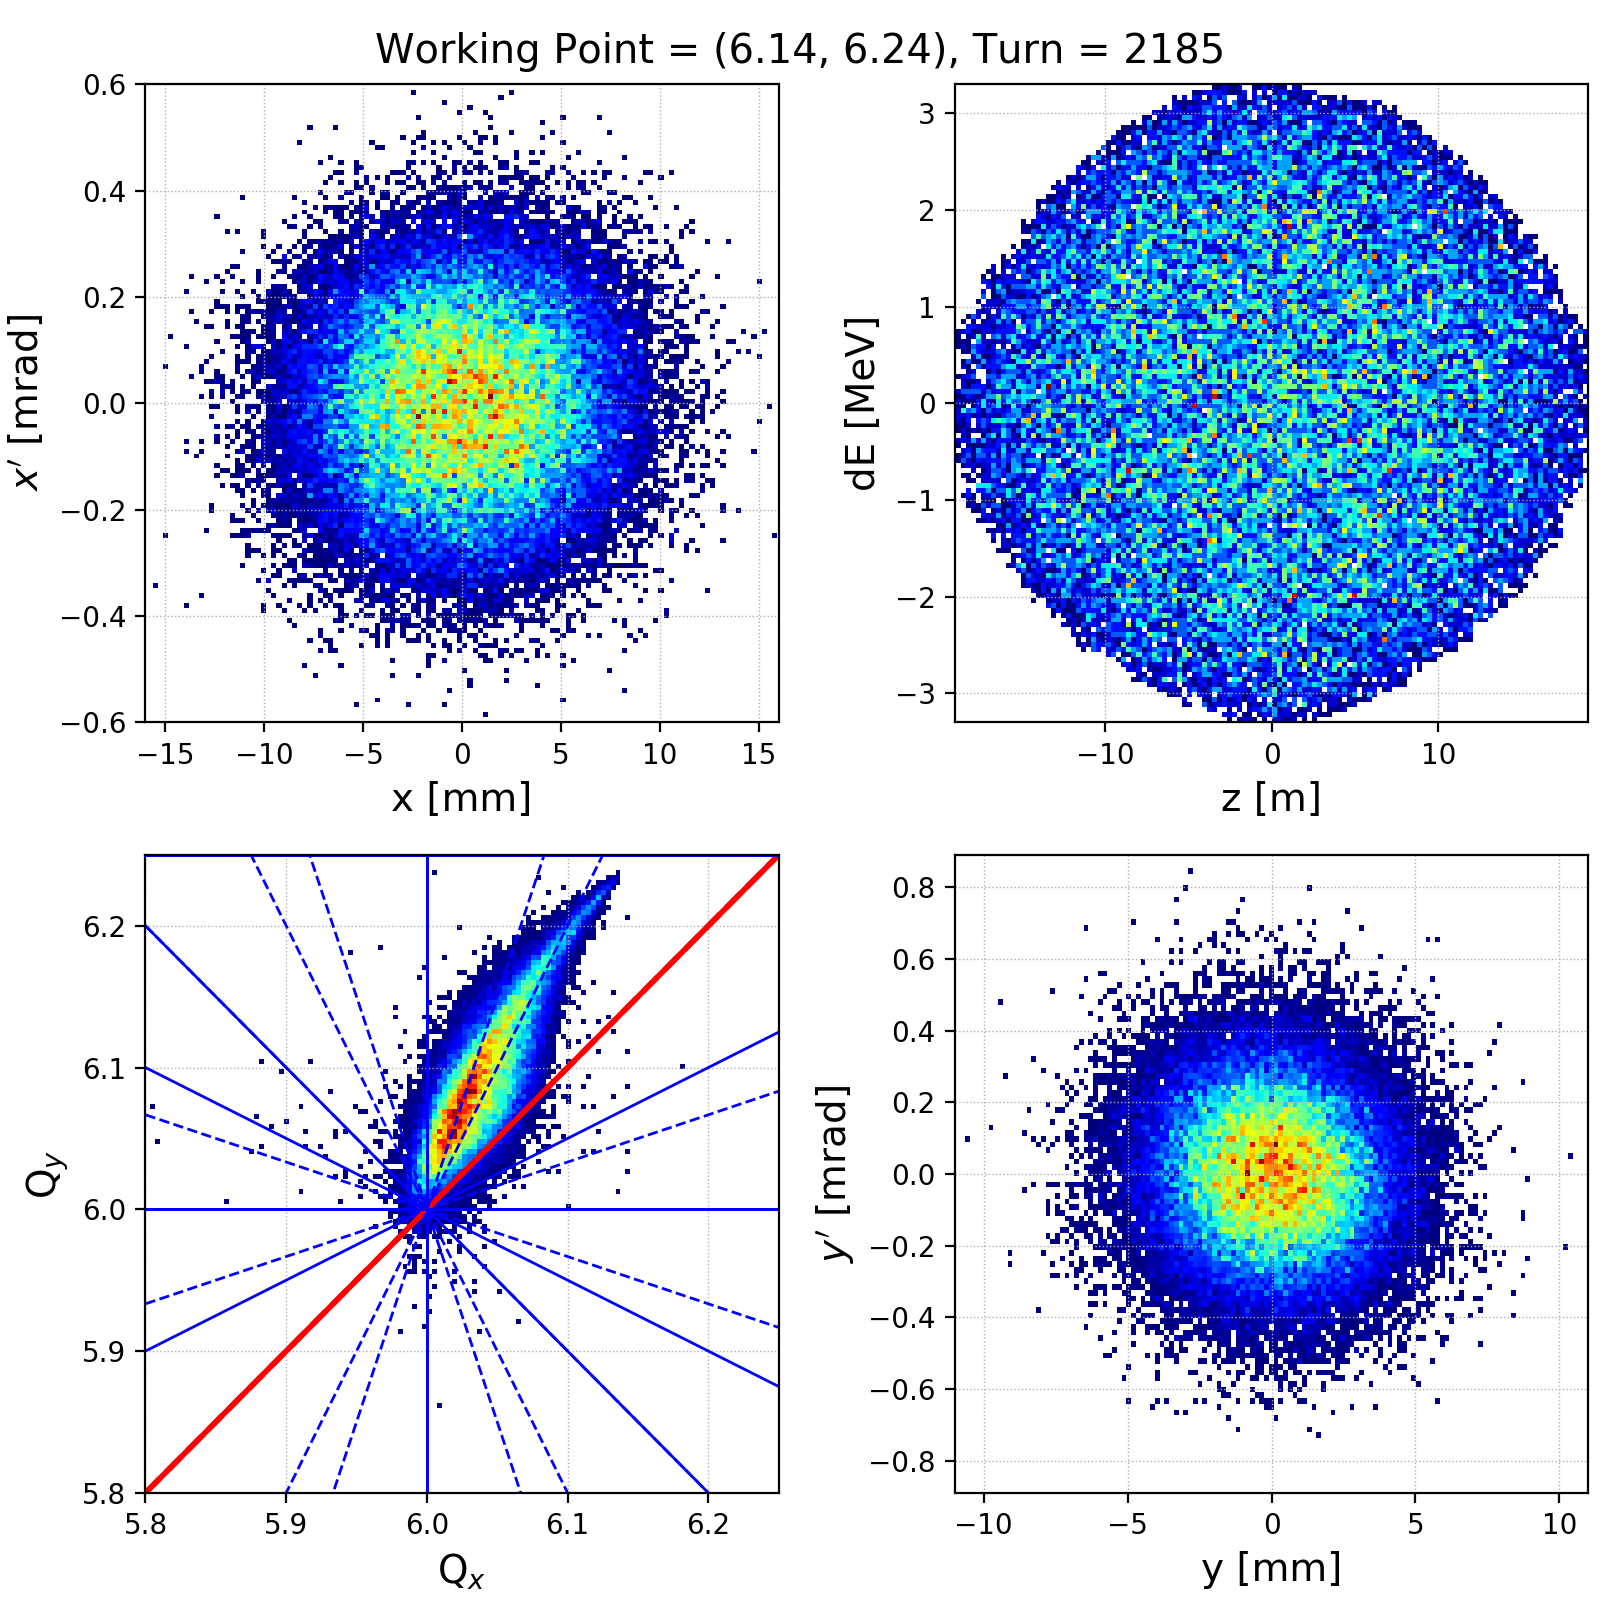 Working Point = (6.14, 6.24), Turn = 2185
0.6
0.4
0.2
0.0
−0.2
−0.4
−0.6
x′ [mrad]
−15 −10 −5 0 5 10 15
x [mm]
3
2
1
0
−1
−2
−3
dE [MeV]
−10 0 10
z [m]
6.2
6.1
6.0
5.9
5.8
Qy
5.8 5.9 6.0 6.1 6.2
Qx
0.8
0.6
0.4
0.2
0.0
−0.2
−0.4
−0.6
−0.8
y′ [mrad]
−10 −5 0 5 10
y [mm]